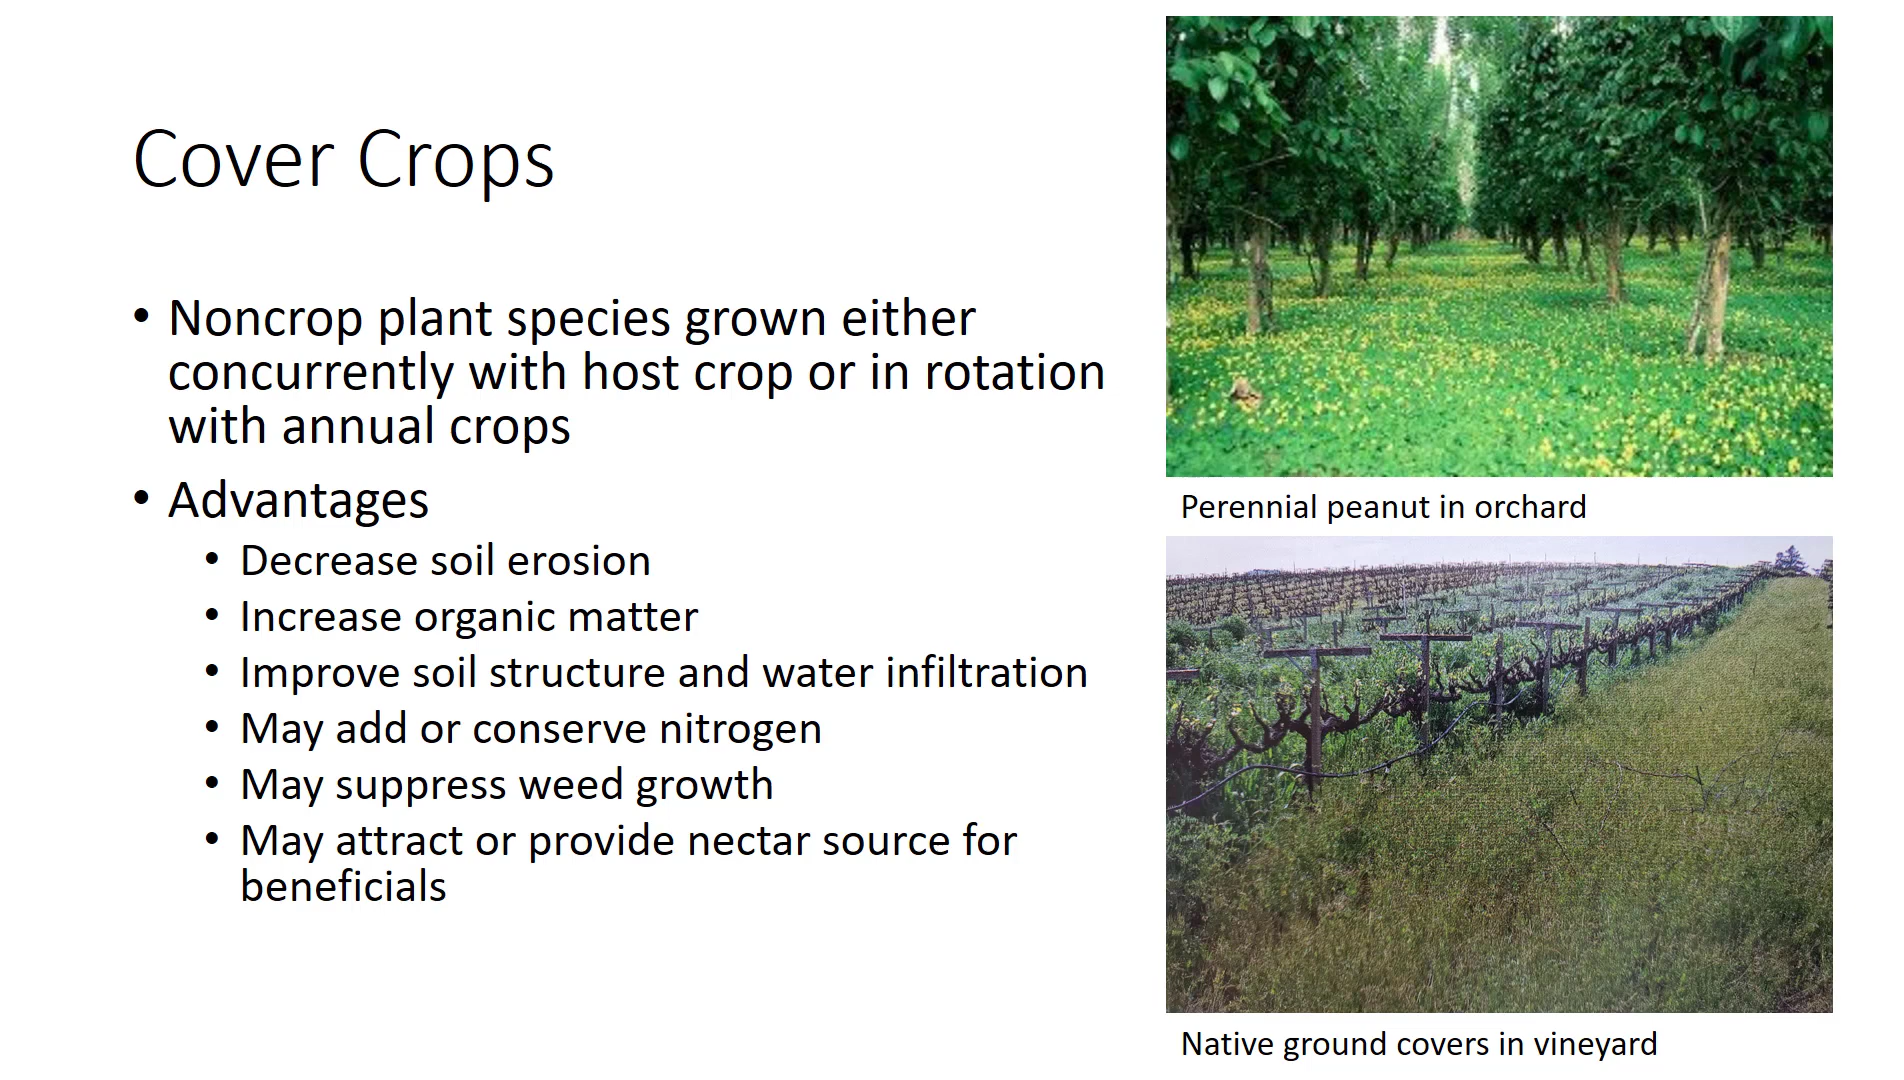 Cover Crops
• Noncrop plant species grown either
concurrently with host crop or in rotation
with annual crops
• Advantages
• Decrease soil erosion
• Increase organic matter
• Improve soil structure and water infiltration
• May add or conserve nitrogen
• May suppress weed growth
• May attract or provide nectar source for
beneficials
Perennial peanut in orchard
Native ground covers in vineyard